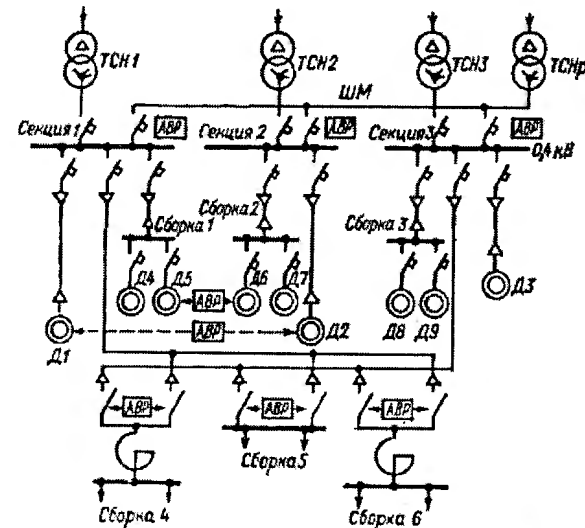 ТСН1
ТСН2
ТСН3
ТСНр
ШМ
Секция 1
АВР
Секция 2
АВР
Секция 3
АВР
0,4 кВ
Сборка 1
Сборка 2
Сборка 3
Д4
Д5
АВР
Д6
Д7
Д8
Д9
Д3
Д1
АВР
Д2
АВР
АВР
АВР
Сборка 4
Сборка 5
Сборка 6